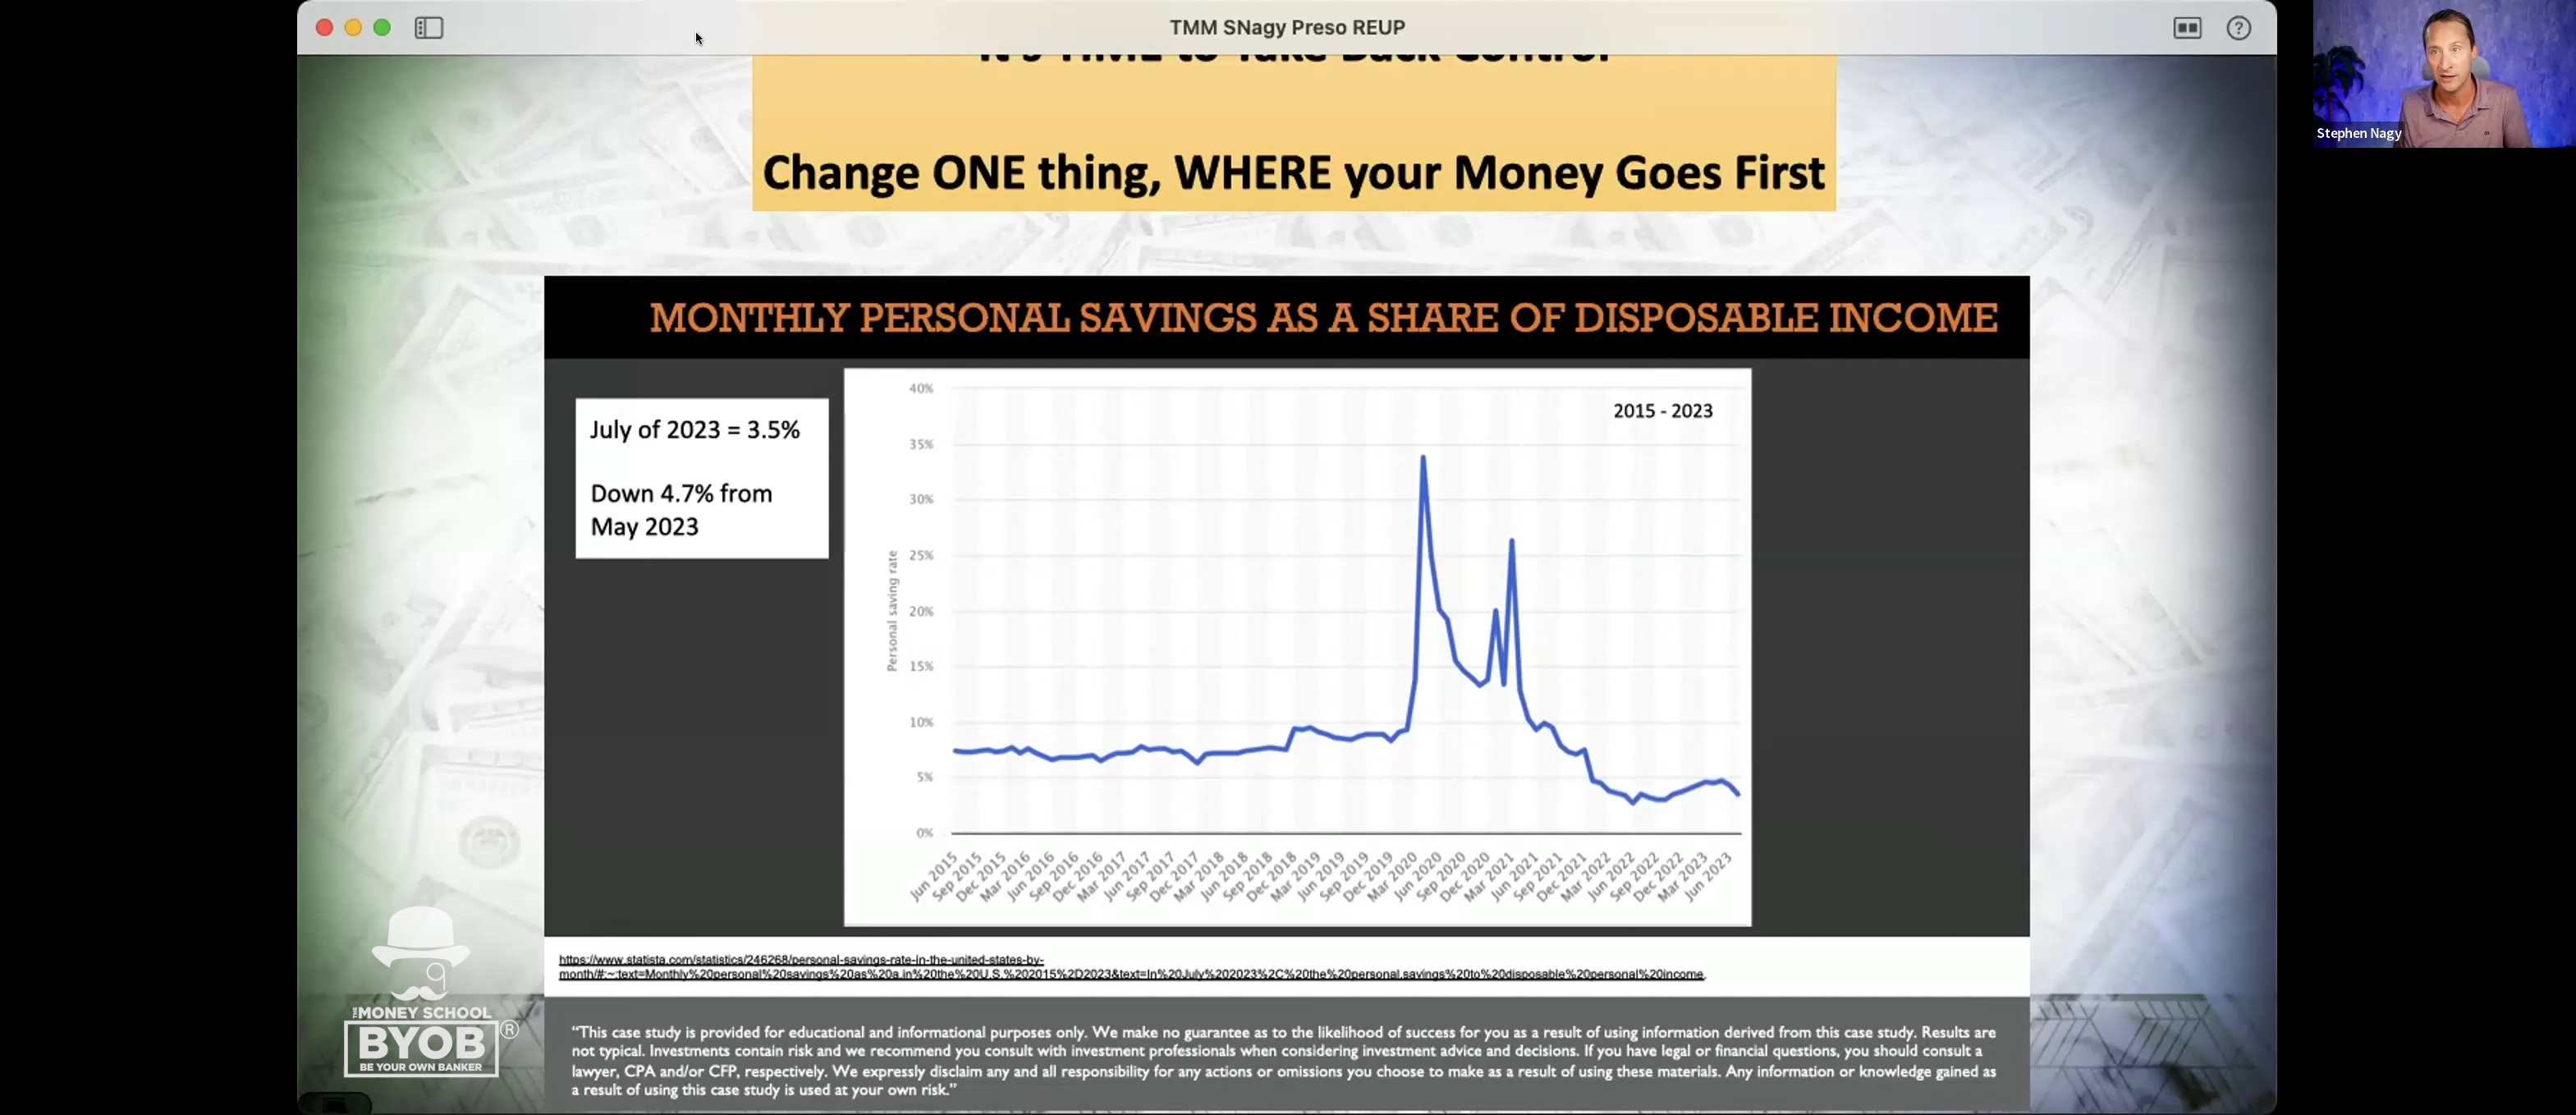 TMM SNagy Preso REUP
It's TIME to Take Back Control
Change ONE thing, WHERE your Money Goes First
Stephen Nagy
MONTHLY PERSONAL SAVINGS AS A SHARE OF DISPOSABLE INCOME
July of 2023 = 3.5%
Down 4.7% from
May 2023
2015 - 2023
Personal saving rate
40%
35%
30%
25%
20%
15%
10%
5%
0%
Jun 2015
Sep 2015
Dec 2015
Mar 2016
Jun 2016
Sep 2016
Dec 2016
Mar 2017
Jun 2017
Sep 2017
Dec 2017
Mar 2018
Jun 2018
Sep 2018
Dec 2018
Mar 2019
Jun 2019
Sep 2019
Dec 2019
Mar 2020
Jun 2020
Sep 2020
Dec 2020
Mar 2021
Jun 2021
Sep 2021
Dec 2021
Mar 2022
Jun 2022
Sep 2022
Dec 2022
Mar 2023
Jun 2023
https://www.statista.com/statistics/246268/personal-savings-rate-in-the-united-states-by-
month/#:~:text=Monthly%20personal%20savings%20as%20a,in%20the%20U.S.%202015%2D2023&text=In%20July%202023%2C%20the%20personal,savings%20to%20disposable%20personal%20income.
THE MONEY SCHOOL
BYOB®
BE YOUR OWN BANKER
“This case study is provided for educational and informational purposes only. We make no guarantee as to the likelihood of success for you as a result of using information derived from this case study. Results are
not typical. Investments contain risk and we recommend you consult with investment professionals when considering investment advice and decisions. If you have legal or financial questions, you should consult a
lawyer, CPA and/or CFP, respectively. We expressly disclaim any and all responsibility for any actions or omissions you choose to make as a result of using these materials. Any information or knowledge gained as
a result of using this case study is used at your own risk.”